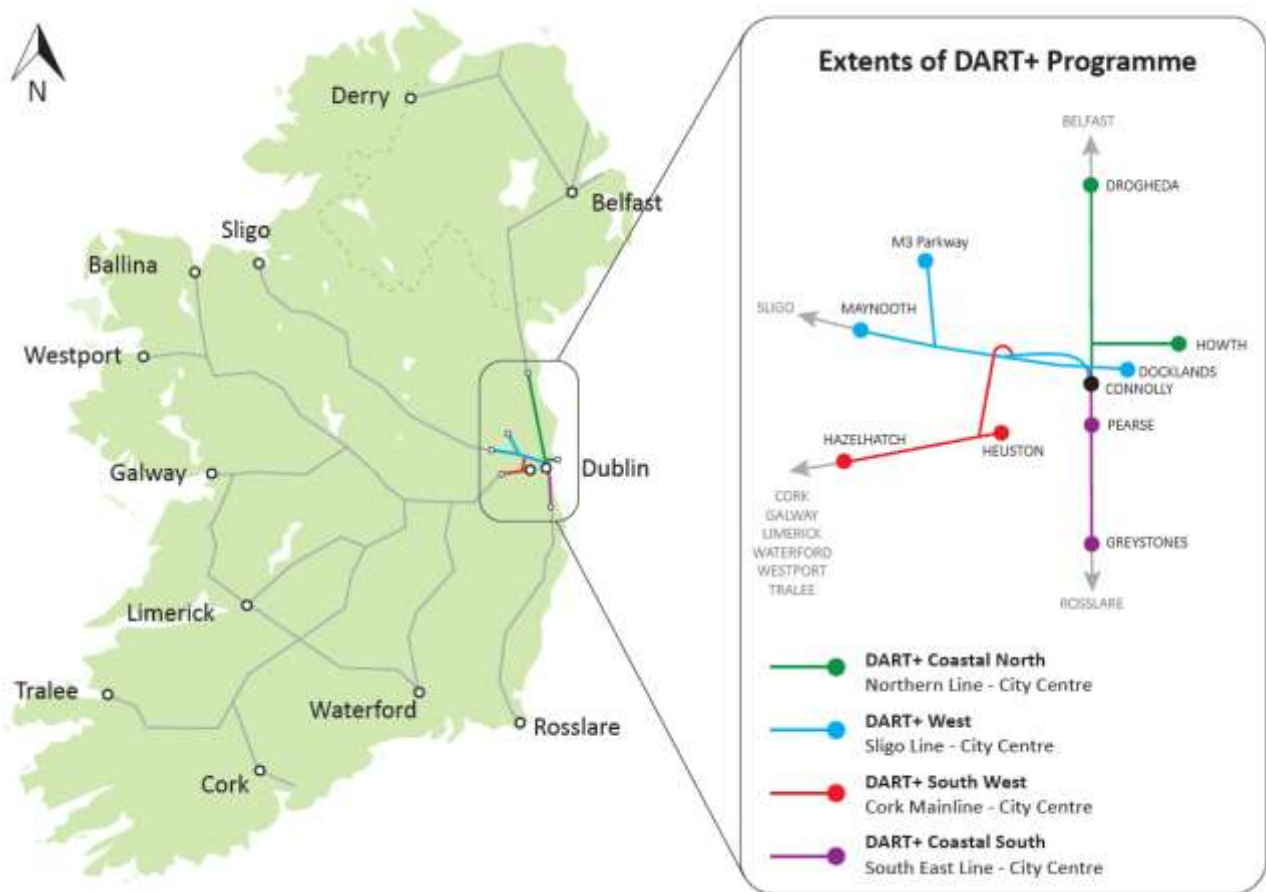 N
Derry
Belfast
Sligo
Ballina
Westport
Galway
Dublin
Limerick
Tralee
Waterford
Rosslare
Cork
Extents of DART+ Programme
BELFAST
DROGHEDA
M3 Parkway
SLIGO
MAYNOOTH
HOWTH
DOCKLANDS
CONNOLLY
PEARSE
HAZELHATCH
HEUSTON
CORK
GALWAY
LIMERICK
WATERFORD
WESTPORT
TRALEE
GREYSTONES
ROSSLARE
DART+ Coastal North
Northern Line - City Centre
DART+ West
Sligo Line - City Centre
DART+ South West
Cork Mainline - City Centre
DART+ Coastal South
South East Line - City Centre